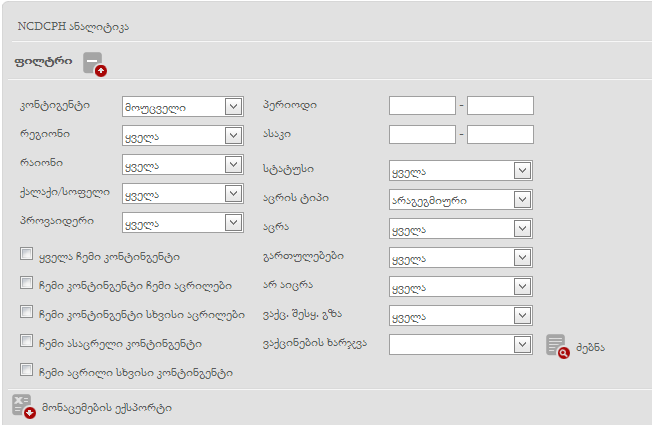 NCDCPH ანალიტიკა
ფილტრი
კონტიგენტი მოუცველი
რეგიონი ყველა
რაიონი ყველა
ქალაქი/სოფელი ყველა
პროვაიდერი ყველა
ყველა ჩემი კონტინგენტი
ჩემი კონტინგენტი ჩემი აცრილები
ჩემი კონტინგენტი სხვისი აცრილები
ჩემი ასაცრელი კონტინგენტი
ჩემი აცრილი სხვისი კონტინგენტი
პერიოდი -
ასაკი -
სტატუსი ყველა
აცრის ტიპი არაგეგმიური
აცრა ყველა
გართულებები ყველა
არ აიცრა ყველა
ვაქც. შესყ. გზა ყველა
ვაქცინების ხარჯვა
ძებნა
მონაცემების ექსპორტი